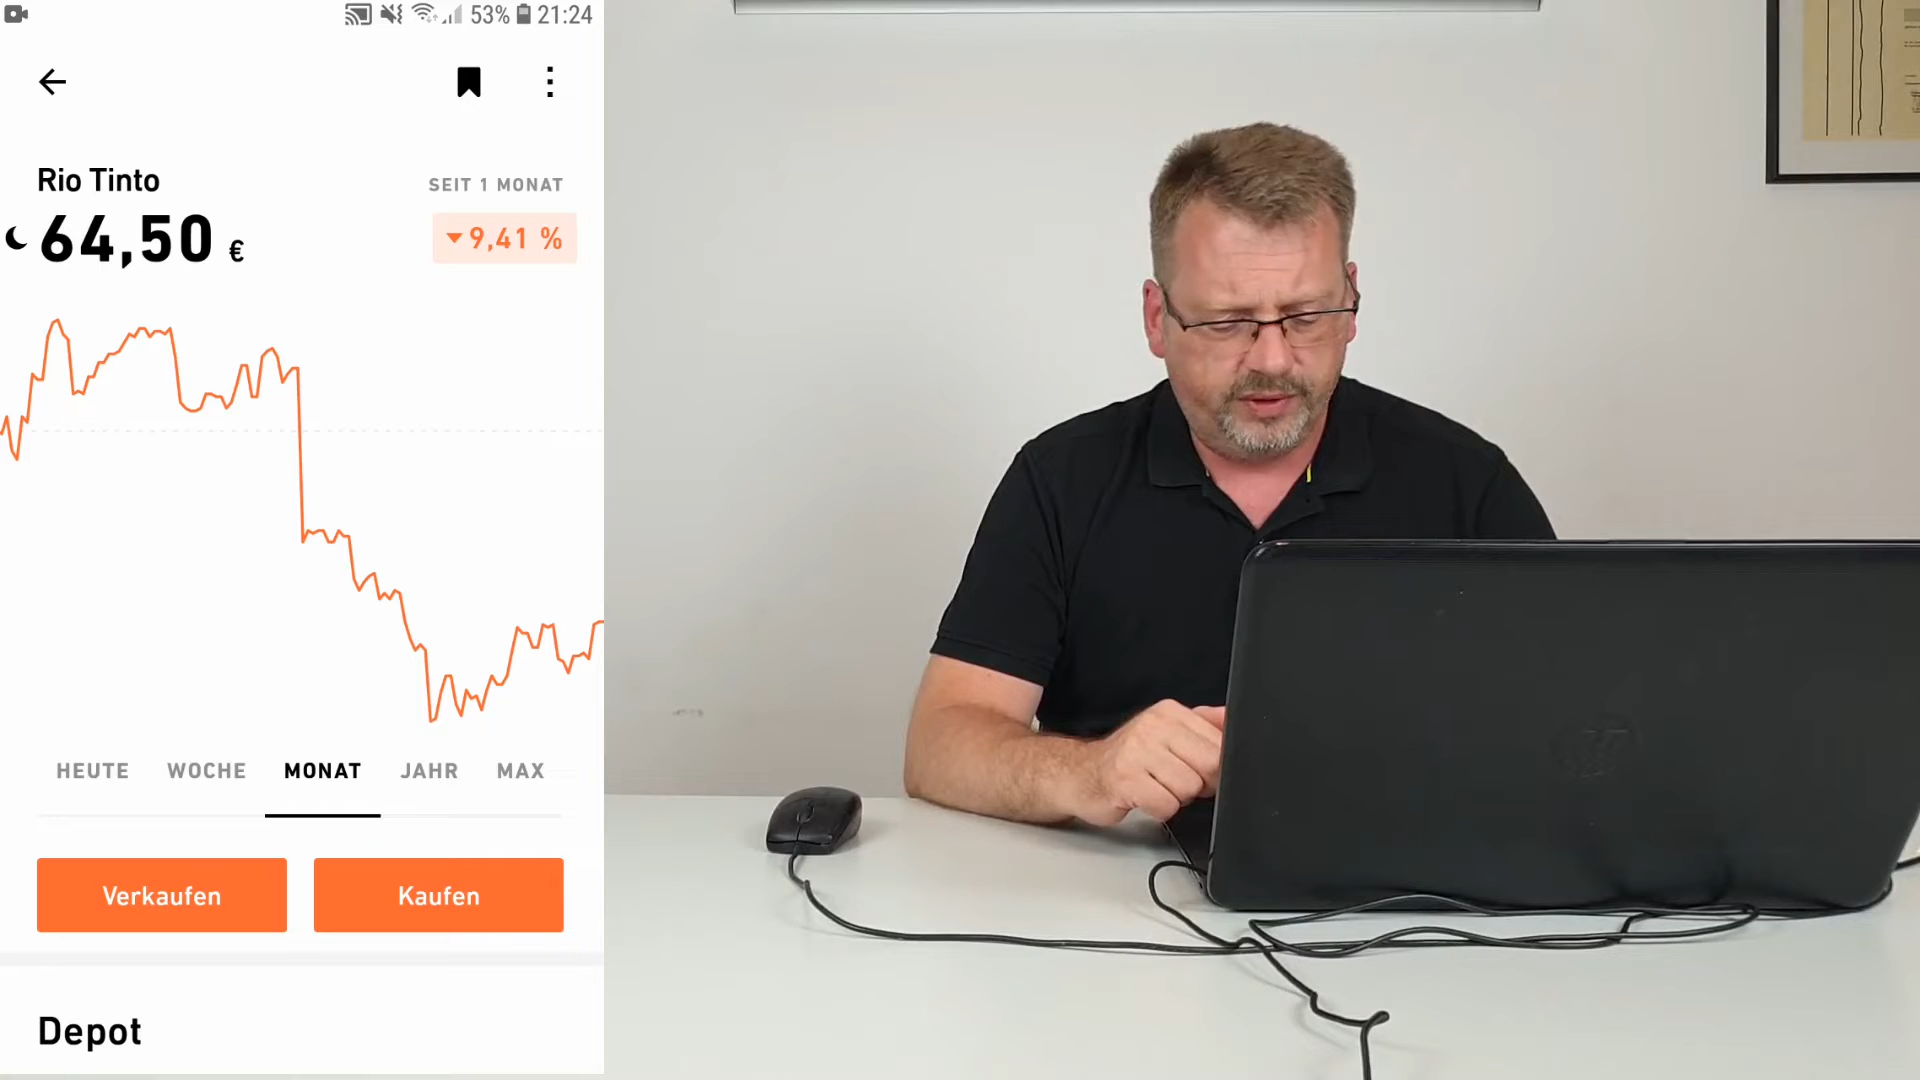 53% 21:24
Rio Tinto
SEIT 1 MONAT
64,50 €
9,41 %
HEUTE WOCHE MONAT JAHR MAX
Verkaufen Kaufen
Depot